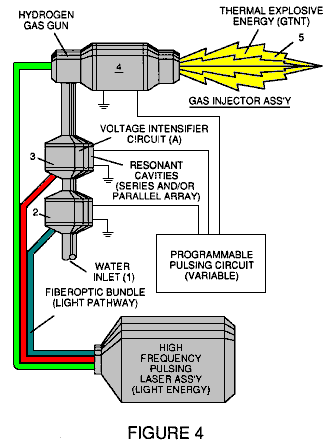 HYDROGEN
GAS GUN
THERMAL EXPLOSIVE
ENERGY (GTNT)
5
4
GAS INJECTOR ASS'Y
VOLTAGE INTENSIFIER
CIRCUIT (A)
3
RESONANT
CAVITIES
(SERIES AND/OR
PARALLEL ARRAY)
2
WATER
INLET (1)
PROGRAMMABLE
PULSING CIRCUIT
(VARIABLE)
FIBEROPTIC BUNDLE
(LIGHT PATHWAY)
HIGH
FREQUENCY
PULSING
LASER ASS'Y
(LIGHT ENERGY)
FIGURE 4